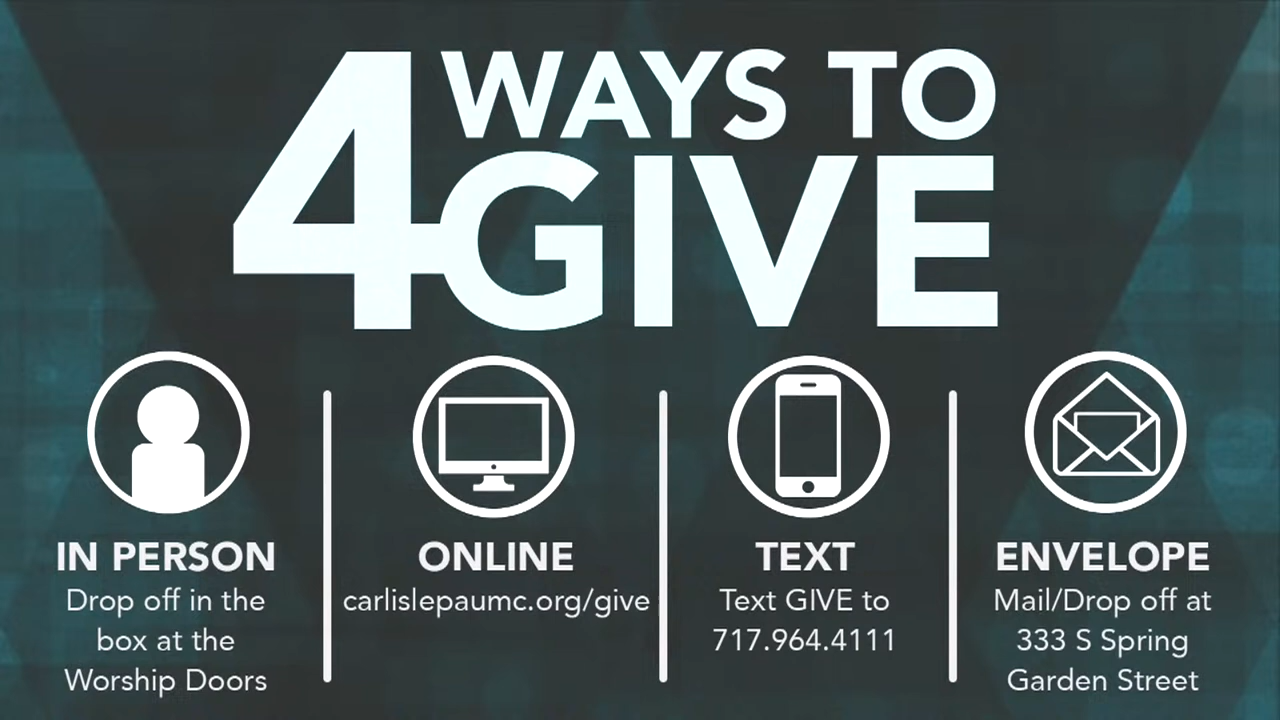 4 WAYS TO
GIVE
IN PERSON
Drop off in the
box at the
Worship Doors
ONLINE
carlislepaumc.org/give
TEXT
Text GIVE to
717.964.4111
ENVELOPE
Mail/Drop off at
333 S Spring
Garden Street